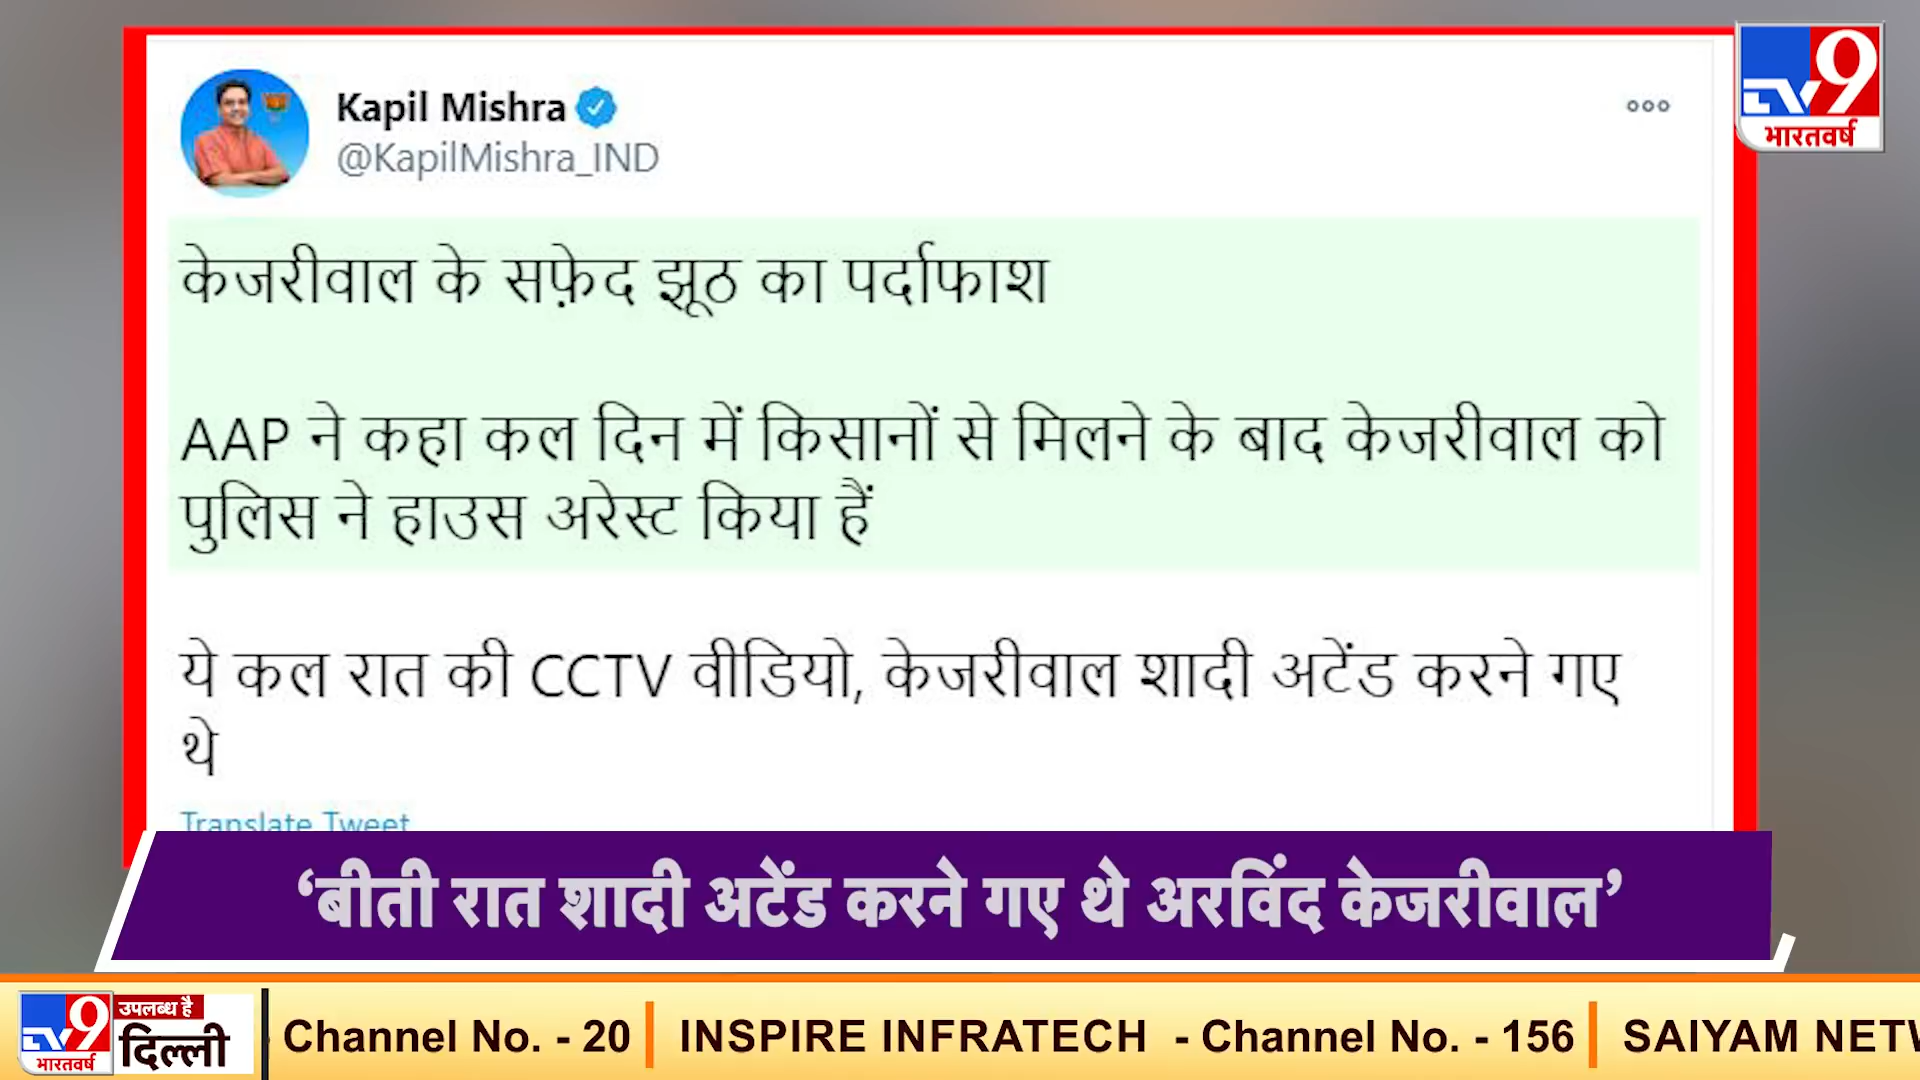 Kapil Mishra
@KapilMishra_IND
TV9
भारतवर्ष
केजरीवाल के सफ़ेद झूठ का पर्दाफाश
AAP ने कहा कल दिन में किसानों से मिलने के बाद केजरीवाल को
पुलिस ने हाउस अरेस्ट किया हैं
ये कल रात की CCTV वीडियो, केजरीवाल शादी अटेंड करने गए
थे
Translate Tweet
‘बीती रात शादी अटेंड करने गए थे अरविंद केजरीवाल’
TV9
भारतवर्ष
उपलब्ध है
दिल्ली
Channel No. - 20 INSPIRE INFRATECH - Channel No. - 156 SAIYAM